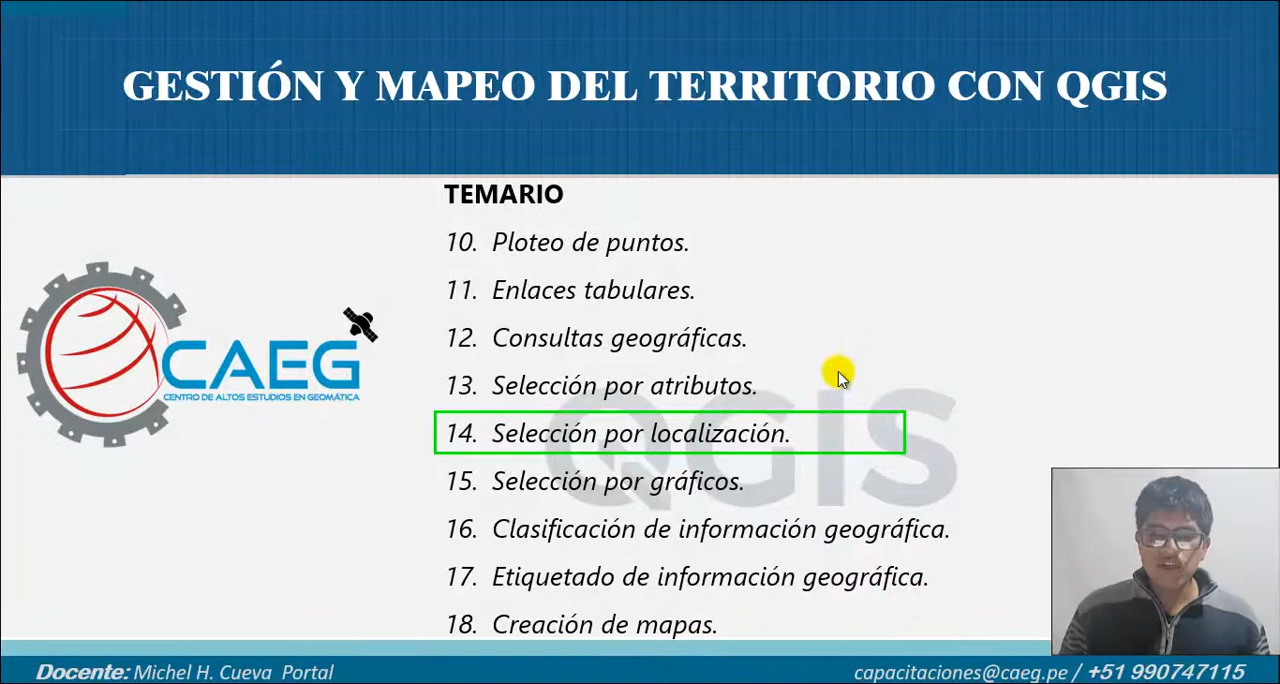 GESTIÓN Y MAPEO DEL TERRITORIO CON QGIS
TEMARIO
10. Ploteo de puntos.
11. Enlaces tabulares.
12. Consultas geográficas.
13. Selección por atributos.
14. Selección por localización.
15. Selección por gráficos.
16. Clasificación de información geográfica.
17. Etiquetado de información geográfica.
18. Creación de mapas.
CAEG
CENTRO DE ALTOS ESTUDIOS EN GEOMÁTICA
QGIS
Docente: Michel H. Cueva Portal
capacitaciones@caeg.pe / +51 990747115